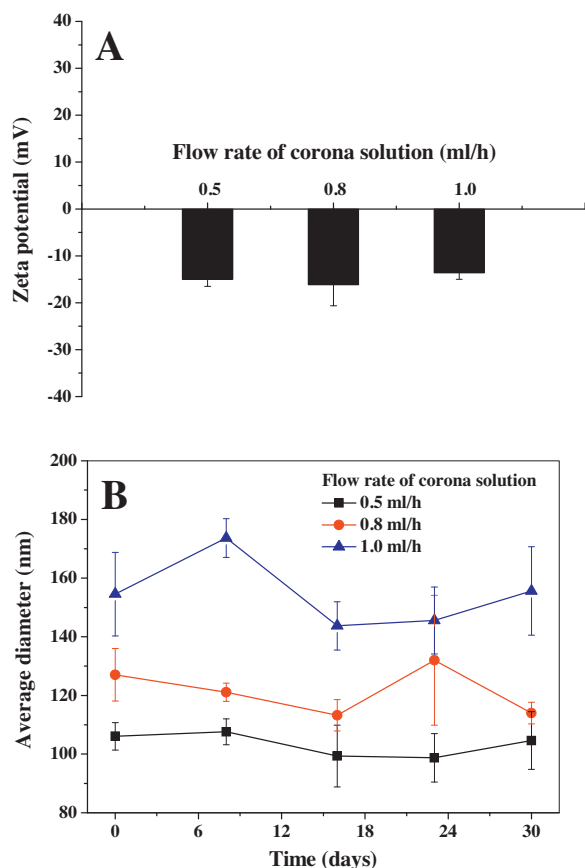 A
40
30
20
10
0
-10
-20
-30
-40
Zeta potential (mV)
Flow rate of corona solution (ml/h)
0.5 0.8 1.0
B
200
180
160
140
120
100
80
Average diameter (nm)
Flow rate of corona solution
0.5 ml/h
0.8 ml/h
1.0 ml/h
0 6 12 18 24 30
Time (days)